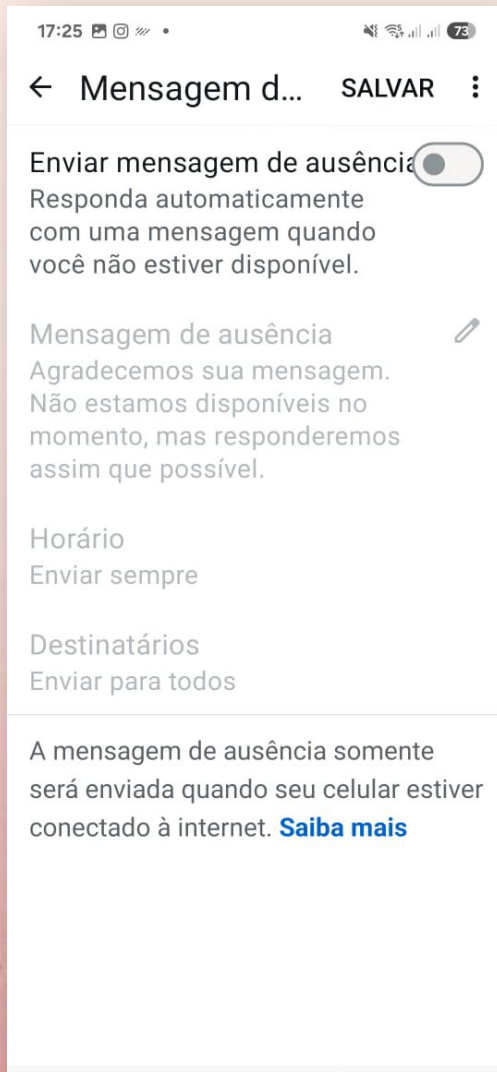 17:25
73
Mensagem d... SALVAR
Enviar mensagem de ausência
Responda automaticamente
com uma mensagem quando
você não estiver disponível.
Mensagem de ausência
Agradecemos sua mensagem.
Não estamos disponíveis no
momento, mas responderemos
assim que possível.
Horário
Enviar sempre
Destinatários
Enviar para todos
A mensagem de ausência somente
será enviada quando seu celular estiver
conectado à internet. Saiba mais